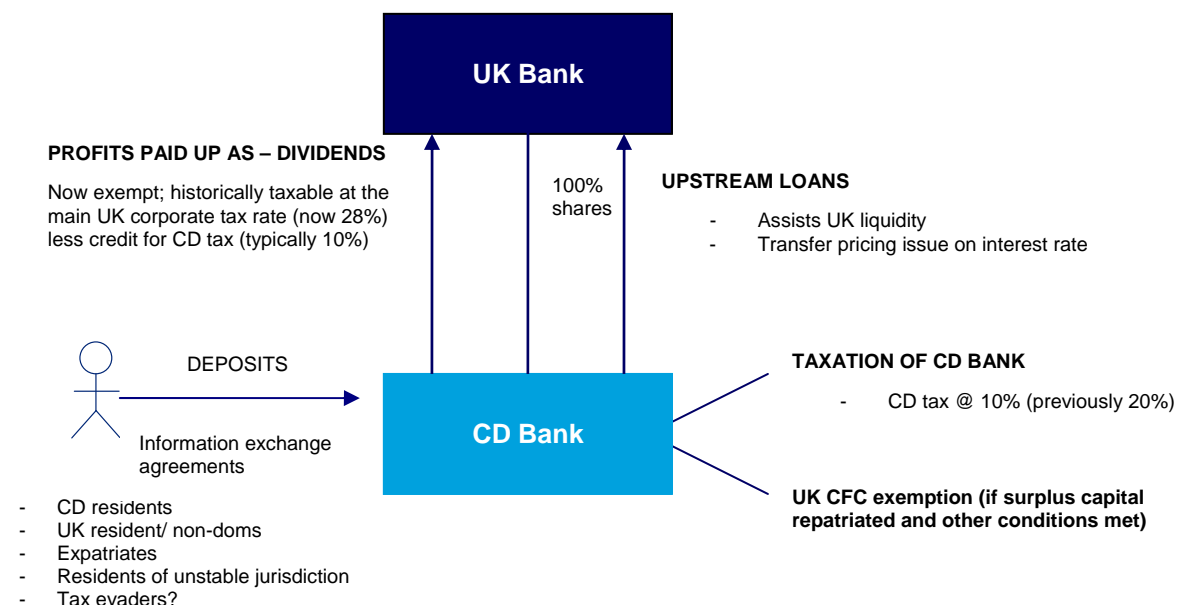 UK Bank
PROFITS PAID UP AS – DIVIDENDS
Now exempt; historically taxable at the
main UK corporate tax rate (now 28%)
less credit for CD tax (typically 10%)
100%
shares
UPSTREAM LOANS
- Assists UK liquidity
- Transfer pricing issue on interest rate
DEPOSITS
Information exchange
agreements
CD Bank
TAXATION OF CD BANK
- CD tax @ 10% (previously 20%)
UK CFC exemption (if surplus capital
repatriated and other conditions met)
- CD residents
- UK resident/ non-doms
- Expatriates
- Residents of unstable jurisdiction
- Tax evaders?